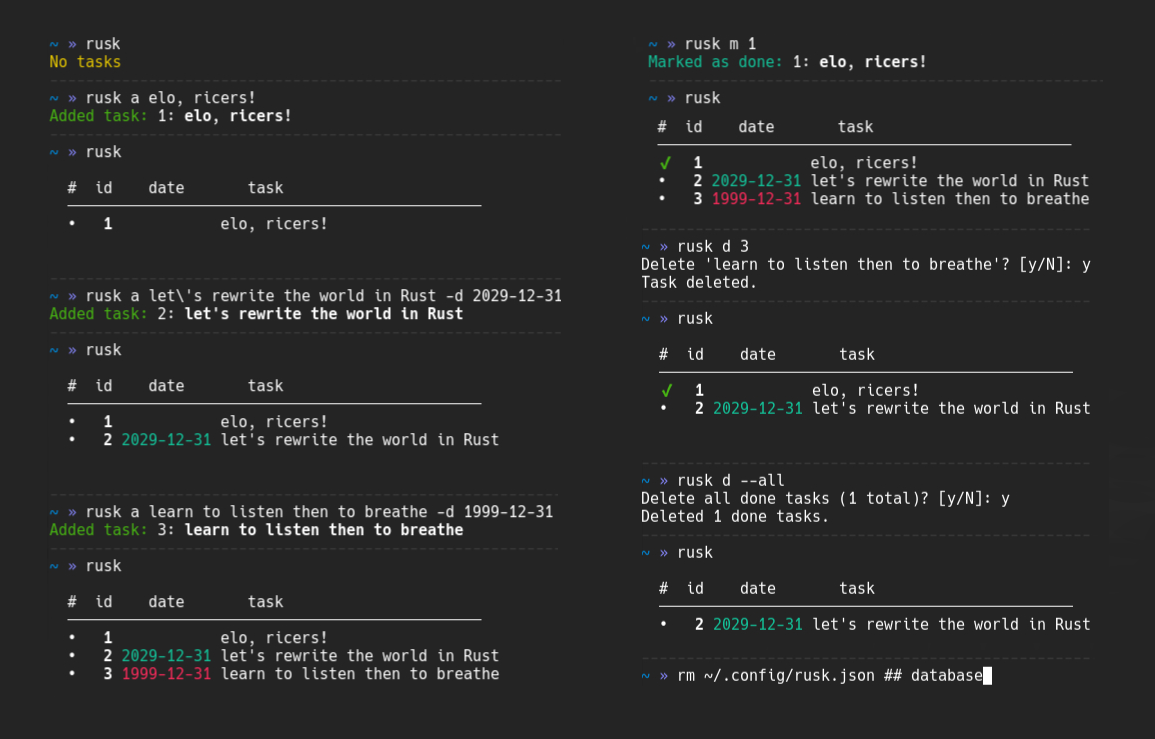 ~ » rusk
No tasks
~ » rusk a elo, ricers!
Added task: 1: elo, ricers!
~ » rusk
# id date task
• 1 elo, ricers!
~ » rusk a let\'s rewrite the world in Rust -d 2029-12-31
Added task: 2: let's rewrite the world in Rust
~ » rusk
# id date task
• 1 elo, ricers!
• 2 2029-12-31 let's rewrite the world in Rust
~ » rusk a learn to listen then to breathe -d 1999-12-31
Added task: 3: learn to listen then to breathe
~ » rusk
# id date task
• 1 elo, ricers!
• 2 2029-12-31 let's rewrite the world in Rust
• 3 1999-12-31 learn to listen then to breathe
~ » rusk m 1
Marked as done: 1: elo, ricers!
~ » rusk
# id date task
✓ 1 elo, ricers!
• 2 2029-12-31 let's rewrite the world in Rust
• 3 1999-12-31 learn to listen then to breathe
~ » rusk d 3
Delete 'learn to listen then to breathe'? [y/N]: y
Task deleted.
~ » rusk
# id date task
✓ 1 elo, ricers!
• 2 2029-12-31 let's rewrite the world in Rust
~ » rusk d --all
Delete all done tasks (1 total)? [y/N]: y
Deleted 1 done tasks.
~ » rusk
# id date task
• 2 2029-12-31 let's rewrite the world in Rust
~ » rm ~/.config/rusk.json ## database